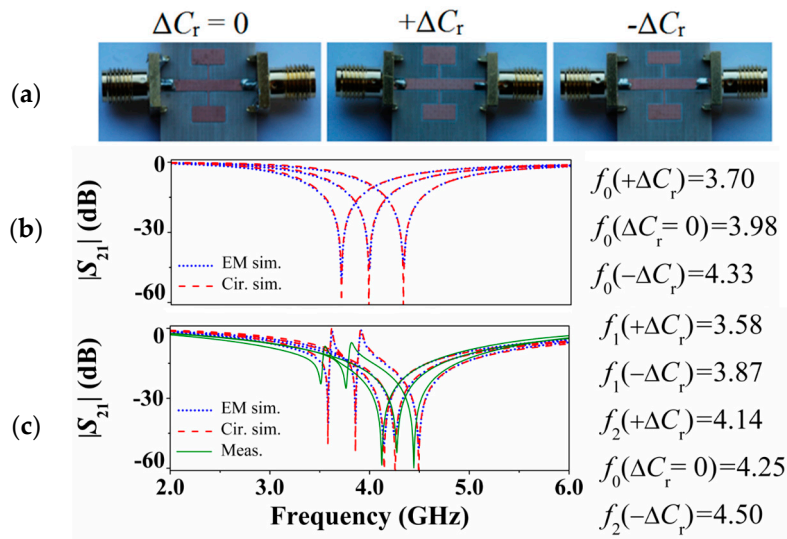 ΔCr = 0 +ΔCr -ΔCr
(a)
(b)
|S21| (dB)
0
-30
-60
EM sim.
Cir. sim.
f0(+ΔCr)=3.70
f0(ΔCr= 0)=3.98
f0(−ΔCr)=4.33
(c)
|S21| (dB)
0
-30
-60
EM sim.
Cir. sim.
Meas.
2.0 3.0 4.0 5.0 6.0
Frequency (GHz)
f1(+ΔCr)=3.58
f1(−ΔCr)=3.87
f2(+ΔCr)=4.14
f0(ΔCr= 0)=4.25
f2(−ΔCr)=4.50